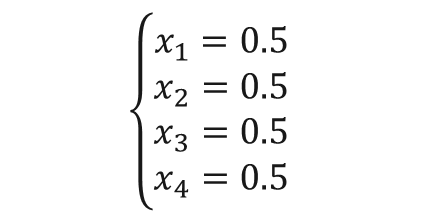 x₁ = 0.5
x₂ = 0.5
x₃ = 0.5
x₄ = 0.5